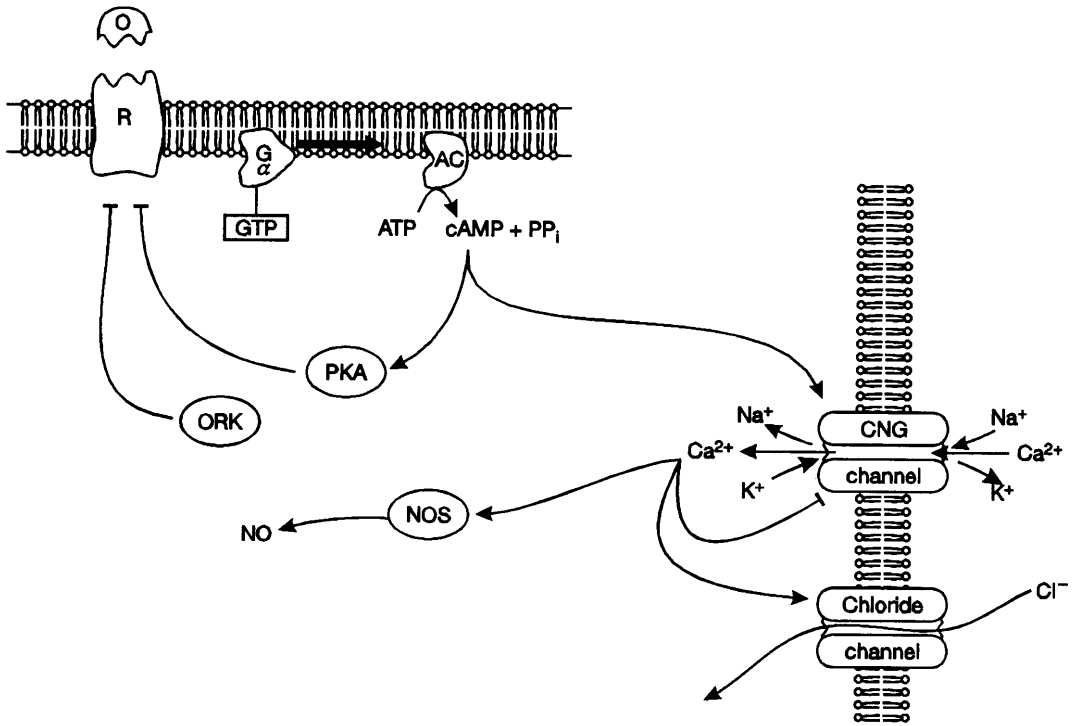 O
R
G
α
GTP
AC
ATP
cAMP + PPᵢ
PKA
ORK
Na⁺
Ca²⁺
K⁺
CNG
channel
Na⁺
Ca²⁺
K⁺
NOS
NO
Chloride
channel
Cl⁻